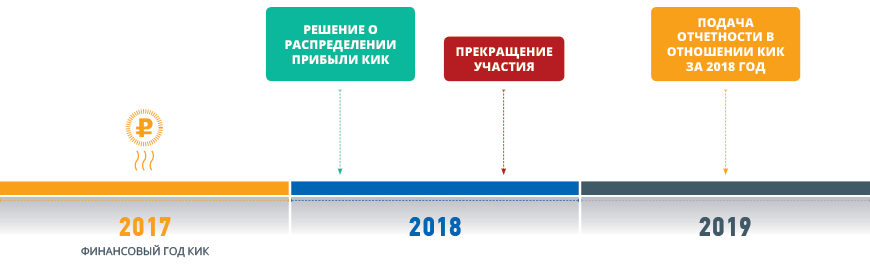 РЕШЕНИЕ О
РАСПРЕДЕЛЕНИИ
ПРИБЫЛИ КИК
ПРЕКРАЩЕНИЕ
УЧАСТИЯ
ПОДАЧА
ОТЧЕТНОСТИ В
ОТНОШЕНИИ КИК
ЗА 2018 ГОД
₽
2017
2018
2019
ФИНАНСОВЫЙ ГОД КИК